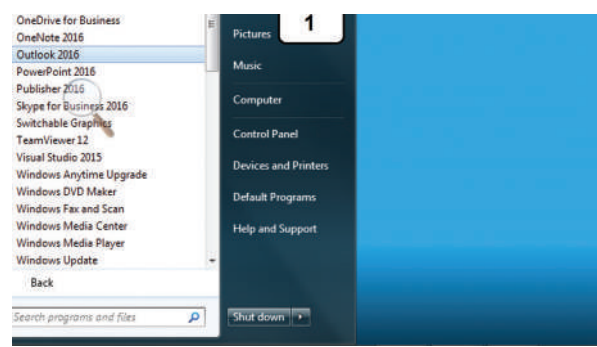 OneDrive for Business
OneNote 2016
Outlook 2016
PowerPoint 2016
Publisher 2016
Skype for Business 2016
Switchable Graphics
TeamViewer 12
Visual Studio 2015
Windows Anytime Upgrade
Windows DVD Maker
Windows Fax and Scan
Windows Media Center
Windows Media Player
Windows Update
Back
Search programs and files
1
Pictures
Music
Computer
Control Panel
Devices and Printers
Default Programs
Help and Support
Shut down